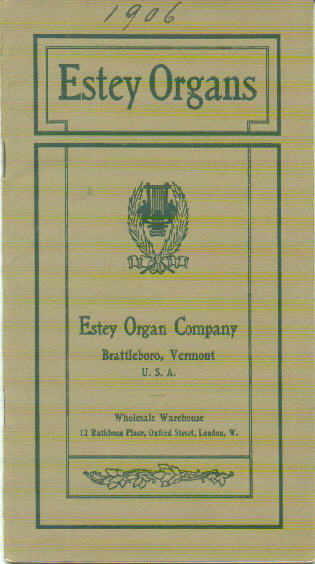 1906
Estey Organs
Estey Organ Company
Brattleboro, Vermont
U. S. A.
Wholesale Warehouse
12 Rathbone Place, Oxford Street, London, W.